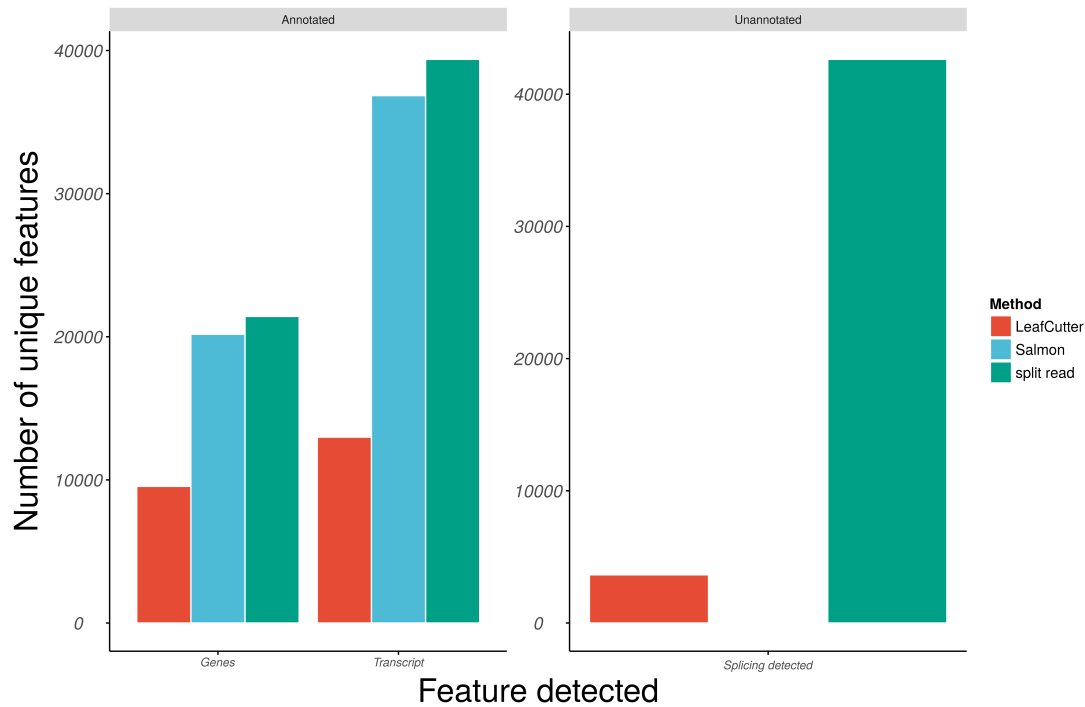 Annotated
Unannotated
Number of unique features
40000
30000
20000
10000
0
40000
30000
20000
10000
0
Genes
Transcript
Splicing detected
Feature detected
Method
LeafCutter
Salmon
split read